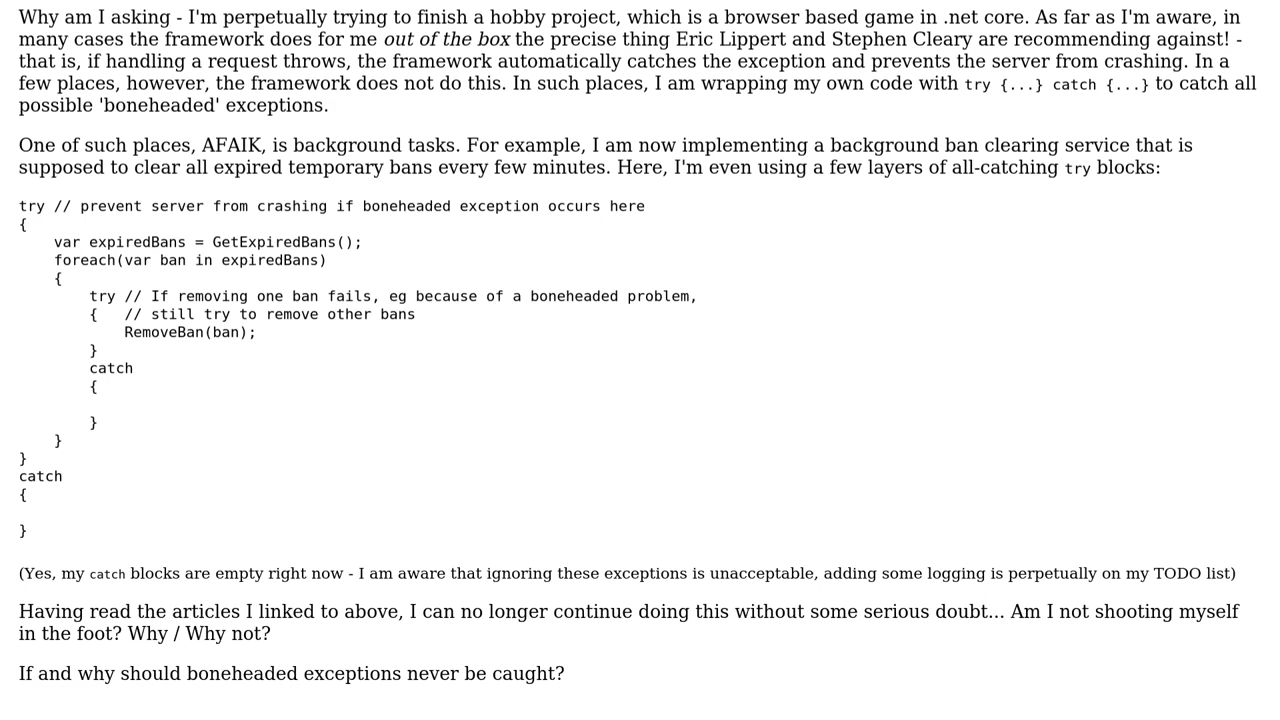 Why am I asking - I'm perpetually trying to finish a hobby project, which is a browser based game in .net core. As far as I'm aware, in
many cases the framework does for me out of the box the precise thing Eric Lippert and Stephen Cleary are recommending against! -
that is, if handling a request throws, the framework automatically catches the exception and prevents the server from crashing. In a
few places, however, the framework does not do this. In such places, I am wrapping my own code with try {...} catch {...} to catch all
possible 'boneheaded' exceptions.
One of such places, AFAIK, is background tasks. For example, I am now implementing a background ban clearing service that is
supposed to clear all expired temporary bans every few minutes. Here, I'm even using a few layers of all-catching try blocks:
try // prevent server from crashing if boneheaded exception occurs here
{
    var expiredBans = GetExpiredBans();
    foreach(var ban in expiredBans)
    {
        try // If removing one ban fails, eg because of a boneheaded problem,
        {   // still try to remove other bans
            RemoveBan(ban);
        }
        catch
        {
        }
    }
}
catch
{
}
(Yes, my catch blocks are empty right now - I am aware that ignoring these exceptions is unacceptable, adding some logging is perpetually on my TODO list)
Having read the articles I linked to above, I can no longer continue doing this without some serious doubt... Am I not shooting myself
in the foot? Why / Why not?
If and why should boneheaded exceptions never be caught?